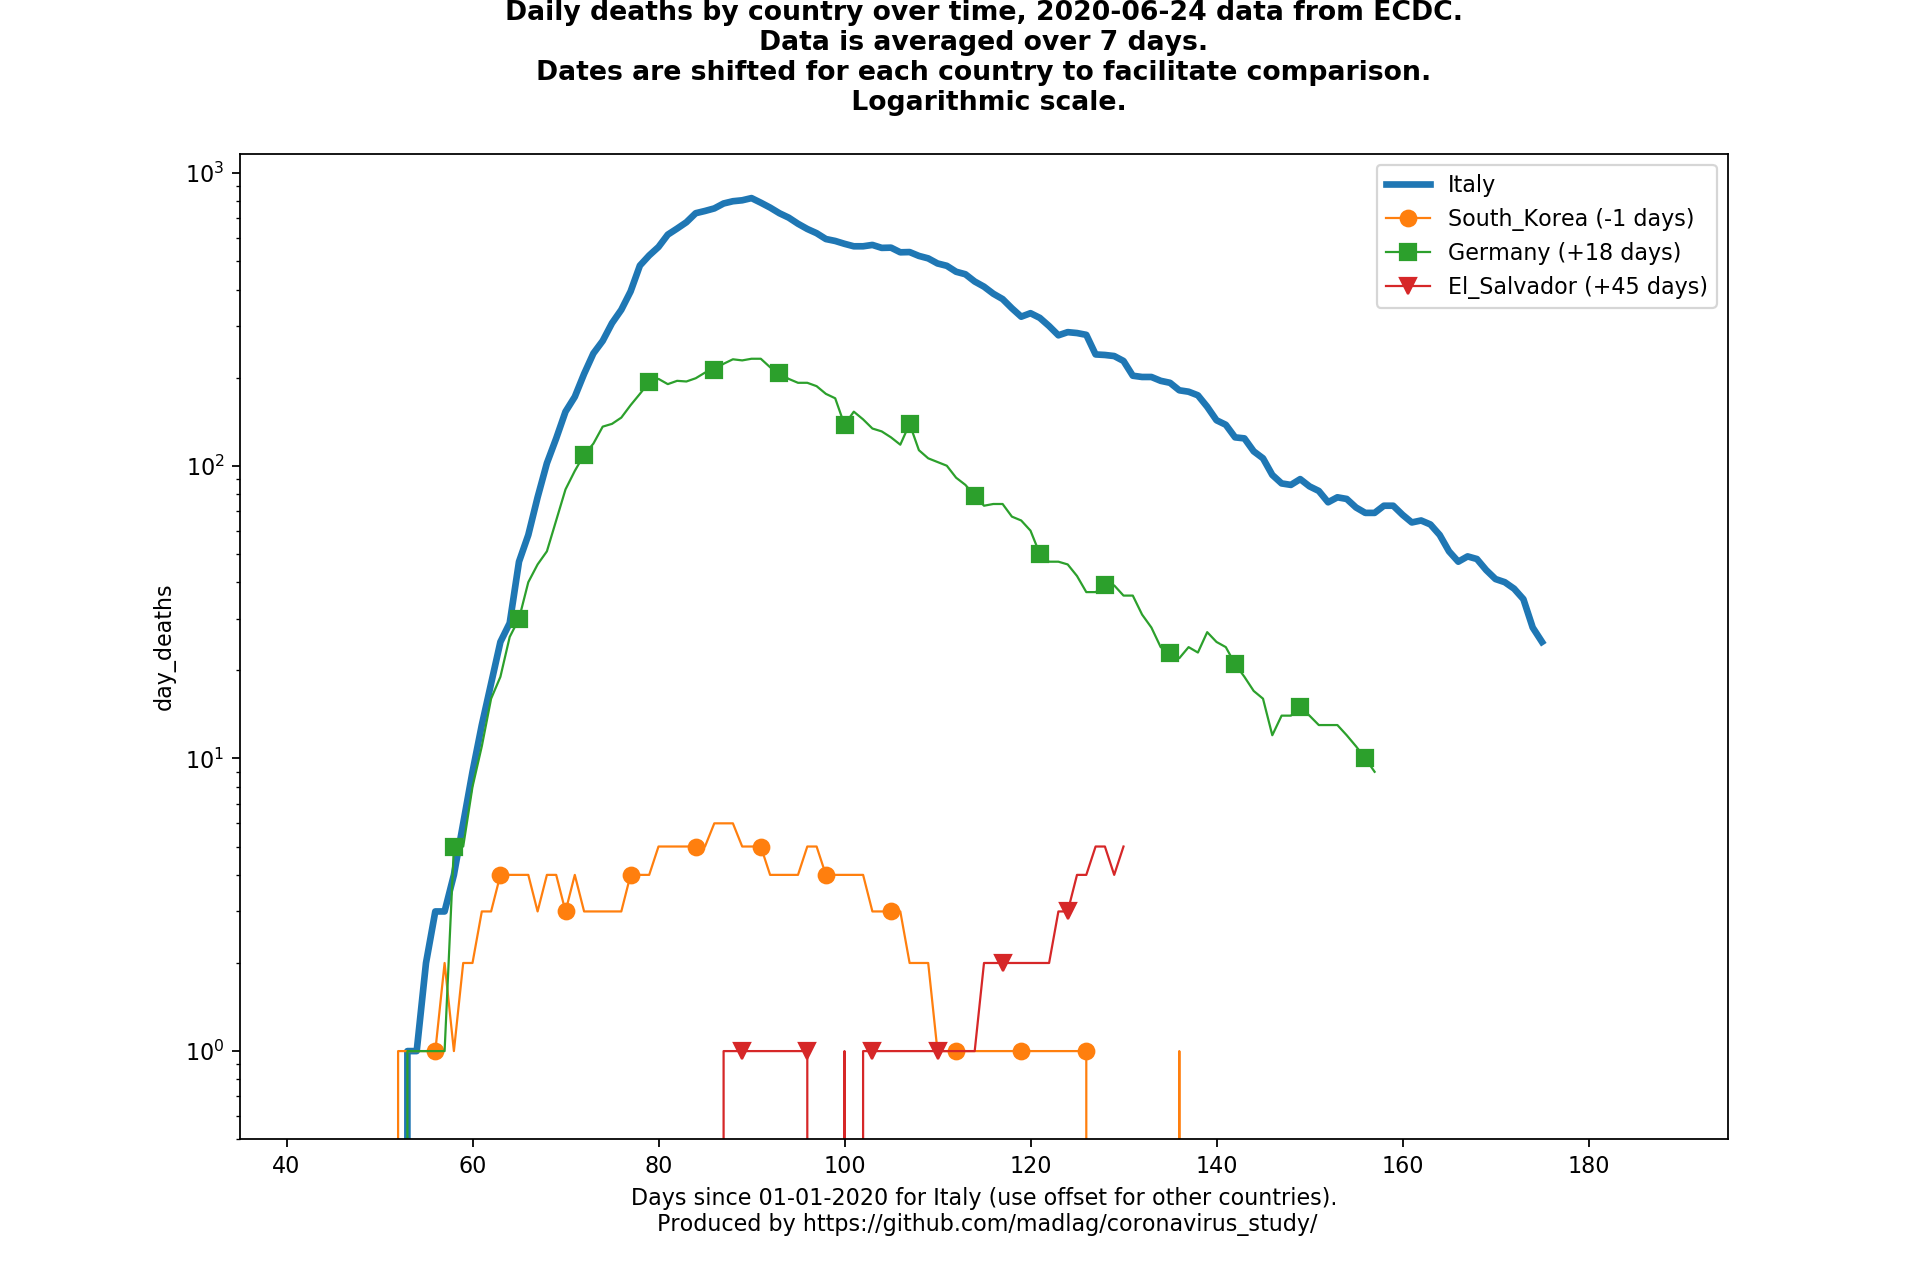 Daily deaths by country over time, 2020-06-24 data from ECDC.
Data is averaged over 7 days.
Dates are shifted for each country to facilitate comparison.
Logarithmic scale.
10³
10²
10¹
10⁰
day_deaths
Italy
South_Korea (-1 days)
Germany (+18 days)
El_Salvador (+45 days)
40 60 80 100 120 140 160 180
Days since 01-01-2020 for Italy (use offset for other countries).
Produced by https://github.com/madlag/coronavirus_study/